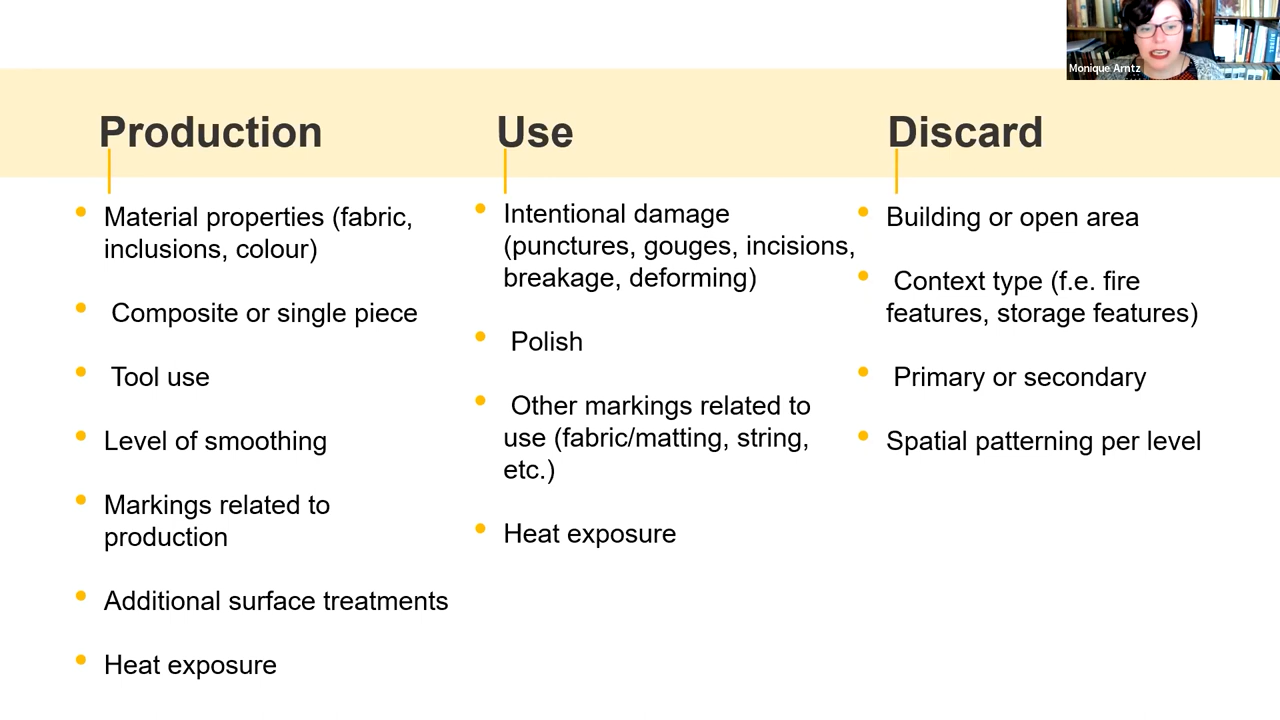 Monique Arntz
Production
Use
Discard
• Material properties (fabric,
inclusions, colour)
• Composite or single piece
• Tool use
• Level of smoothing
• Markings related to
production
• Additional surface treatments
• Heat exposure
• Intentional damage
(punctures, gouges, incisions,
breakage, deforming)
• Polish
• Other markings related to
use (fabric/matting, string,
etc.)
• Heat exposure
• Building or open area
• Context type (f.e. fire
features, storage features)
• Primary or secondary
• Spatial patterning per level